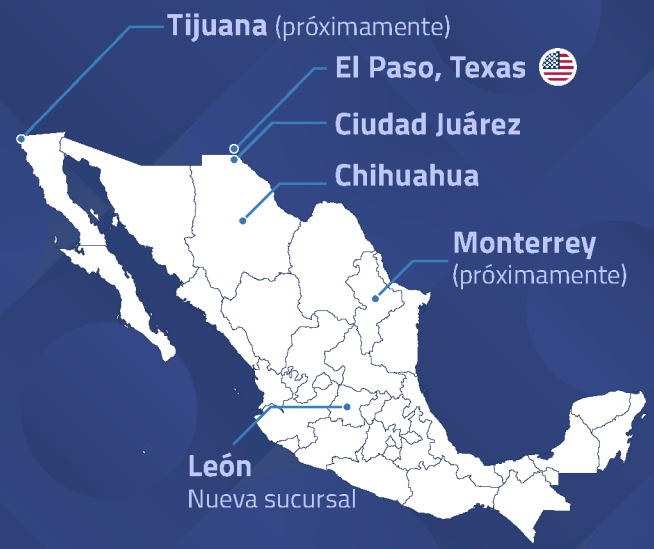 Tijuana (próximamente)
El Paso, Texas
Ciudad Juárez
Chihuahua
Monterrey
(próximamente)
León
Nueva sucursal